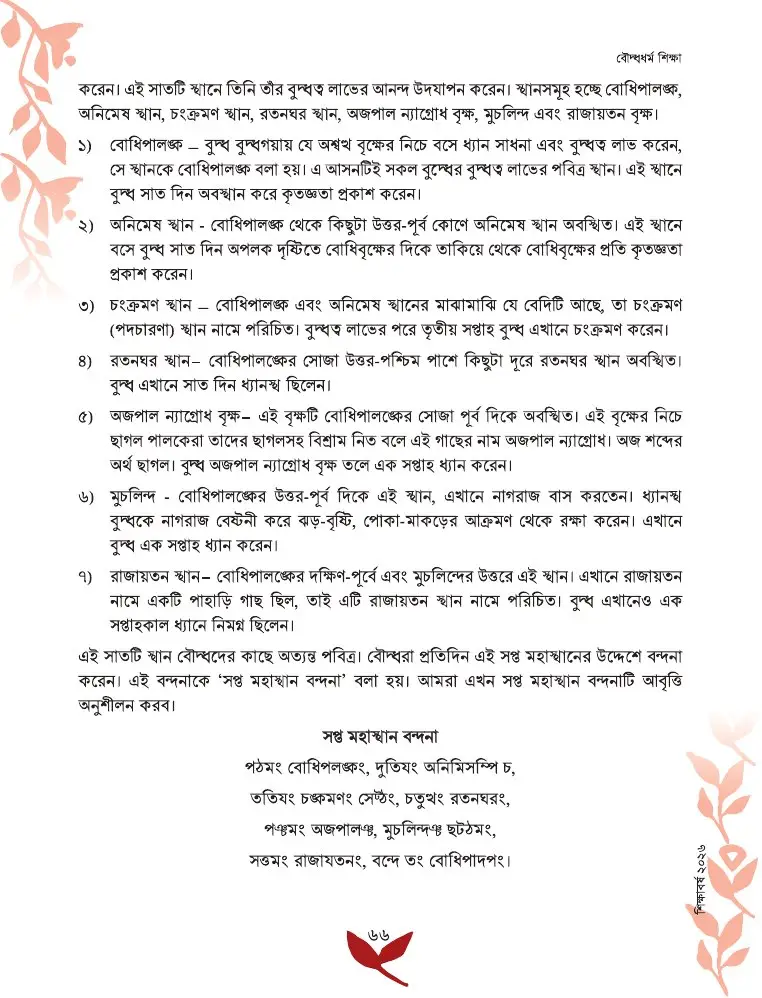 বৌদ্ধধর্ম শিক্ষা
করেন। এই সাতটি স্থানে তিনি তাঁর বুদ্ধত্ব লাভের আনন্দ উদযাপন করেন। স্থানসমূহ হচ্ছে বোধিপালঙ্ক,
অনিমেষ স্থান, চংক্রমণ স্থান, রতনঘর স্থান, অজপাল ন্যাগ্রোধ বৃক্ষ, মুচলিন্দ এবং রাজায়তন বৃক্ষ।
১) বোধিপালঙ্ক – বুদ্ধ বুদ্ধগয়ায় যে অশ্বত্থ বৃক্ষের নিচে বসে ধ্যান সাধনা এবং বুদ্ধত্ব লাভ করেন,
সে স্থানকে বোধিপালঙ্ক বলা হয়। এ আসনটিই সকল বুদ্ধের বুদ্ধত্ব লাভের পবিত্র স্থান। এই স্থানে
বুদ্ধ সাত দিন অবস্থান করে কৃতজ্ঞতা প্রকাশ করেন।
২) অনিমেষ স্থান - বোধিপালঙ্ক থেকে কিছুটা উত্তর-পূর্ব কোণে অনিমেষ স্থান অবস্থিত। এই স্থানে
বসে বুদ্ধ সাত দিন অপলক দৃষ্টিতে বোধিবৃক্ষের দিকে তাকিয়ে থেকে বোধিবৃক্ষের প্রতি কৃতজ্ঞতা
প্রকাশ করেন।
৩) চংক্রমণ স্থান – বোধিপালঙ্ক এবং অনিমেষ স্থানের মাঝামাঝি যে বেদিটি আছে, তা চংক্রমণ
(পদচারণা) স্থান নামে পরিচিত। বুদ্ধত্ব লাভের পরে তৃতীয় সপ্তাহ বুদ্ধ এখানে চংক্রমণ করেন।
৪) রতনঘর স্থান– বোধিপালঙ্কের সোজা উত্তর-পশ্চিম পাশে কিছুটা দূরে রতনঘর স্থান অবস্থিত।
বুদ্ধ এখানে সাত দিন ধ্যানস্থ ছিলেন।
৫) অজপাল ন্যাগ্রোধ বৃক্ষ– এই বৃক্ষটি বোধিপালঙ্কের সোজা পূর্ব দিকে অবস্থিত। এই বৃক্ষের নিচে
ছাগল পালকেরা তাদের ছাগলসহ বিশ্রাম নিত বলে এই গাছের নাম অজপাল ন্যাগ্রোধ। অজ শব্দের
অর্থ ছাগল। বুদ্ধ অজপাল ন্যাগ্রোধ বৃক্ষ তলে এক সপ্তাহ ধ্যান করেন।
৬) মুচলিন্দ - বোধিপালঙ্কের উত্তর-পূর্ব দিকে এই স্থান, এখানে নাগরাজ বাস করতেন। ধ্যানস্থ
বুদ্ধকে নাগরাজ বেষ্টনী করে ঝড়-বৃষ্টি, পোকা-মাকড়ের আক্রমণ থেকে রক্ষা করেন। এখানে
বুদ্ধ এক সপ্তাহ ধ্যান করেন।
৭) রাজায়তন স্থান– বোধিপালঙ্কের দক্ষিণ-পূর্বে এবং মুচলিন্দের উত্তরে এই স্থান। এখানে রাজায়তন
নামে একটি পাহাড়ি গাছ ছিল, তাই এটি রাজায়তন স্থান নামে পরিচিত। বুদ্ধ এখানেও এক
সপ্তাহকাল ধ্যানে নিমগ্ন ছিলেন।
এই সাতটি স্থান বৌদ্ধদের কাছে অত্যন্ত পবিত্র। বৌদ্ধরা প্রতিদিন এই সপ্ত মহাস্থানের উদ্দেশে বন্দনা
করেন। এই বন্দনাকে ‘সপ্ত মহাস্থান বন্দনা’ বলা হয়। আমরা এখন সপ্ত মহাস্থান বন্দনাটি আবৃত্তি
অনুশীলন করব।
সপ্ত মহাস্থান বন্দনা
পঠমং বোধিপলঙ্কং, দুতিযং অনিমিসম্পি চ,
ততিযং চঙ্কমণং সেট্ঠং, চতুত্থং রতনঘরং,
পঞ্চমং অজপালঞ্চ, মুচলিন্দঞ্চ ছট্ঠমং,
সত্তমং রাজাযতনং, বন্দে তং বোধিপাদপং।
শিক্ষাবর্ষ ২০২৬
৬৬